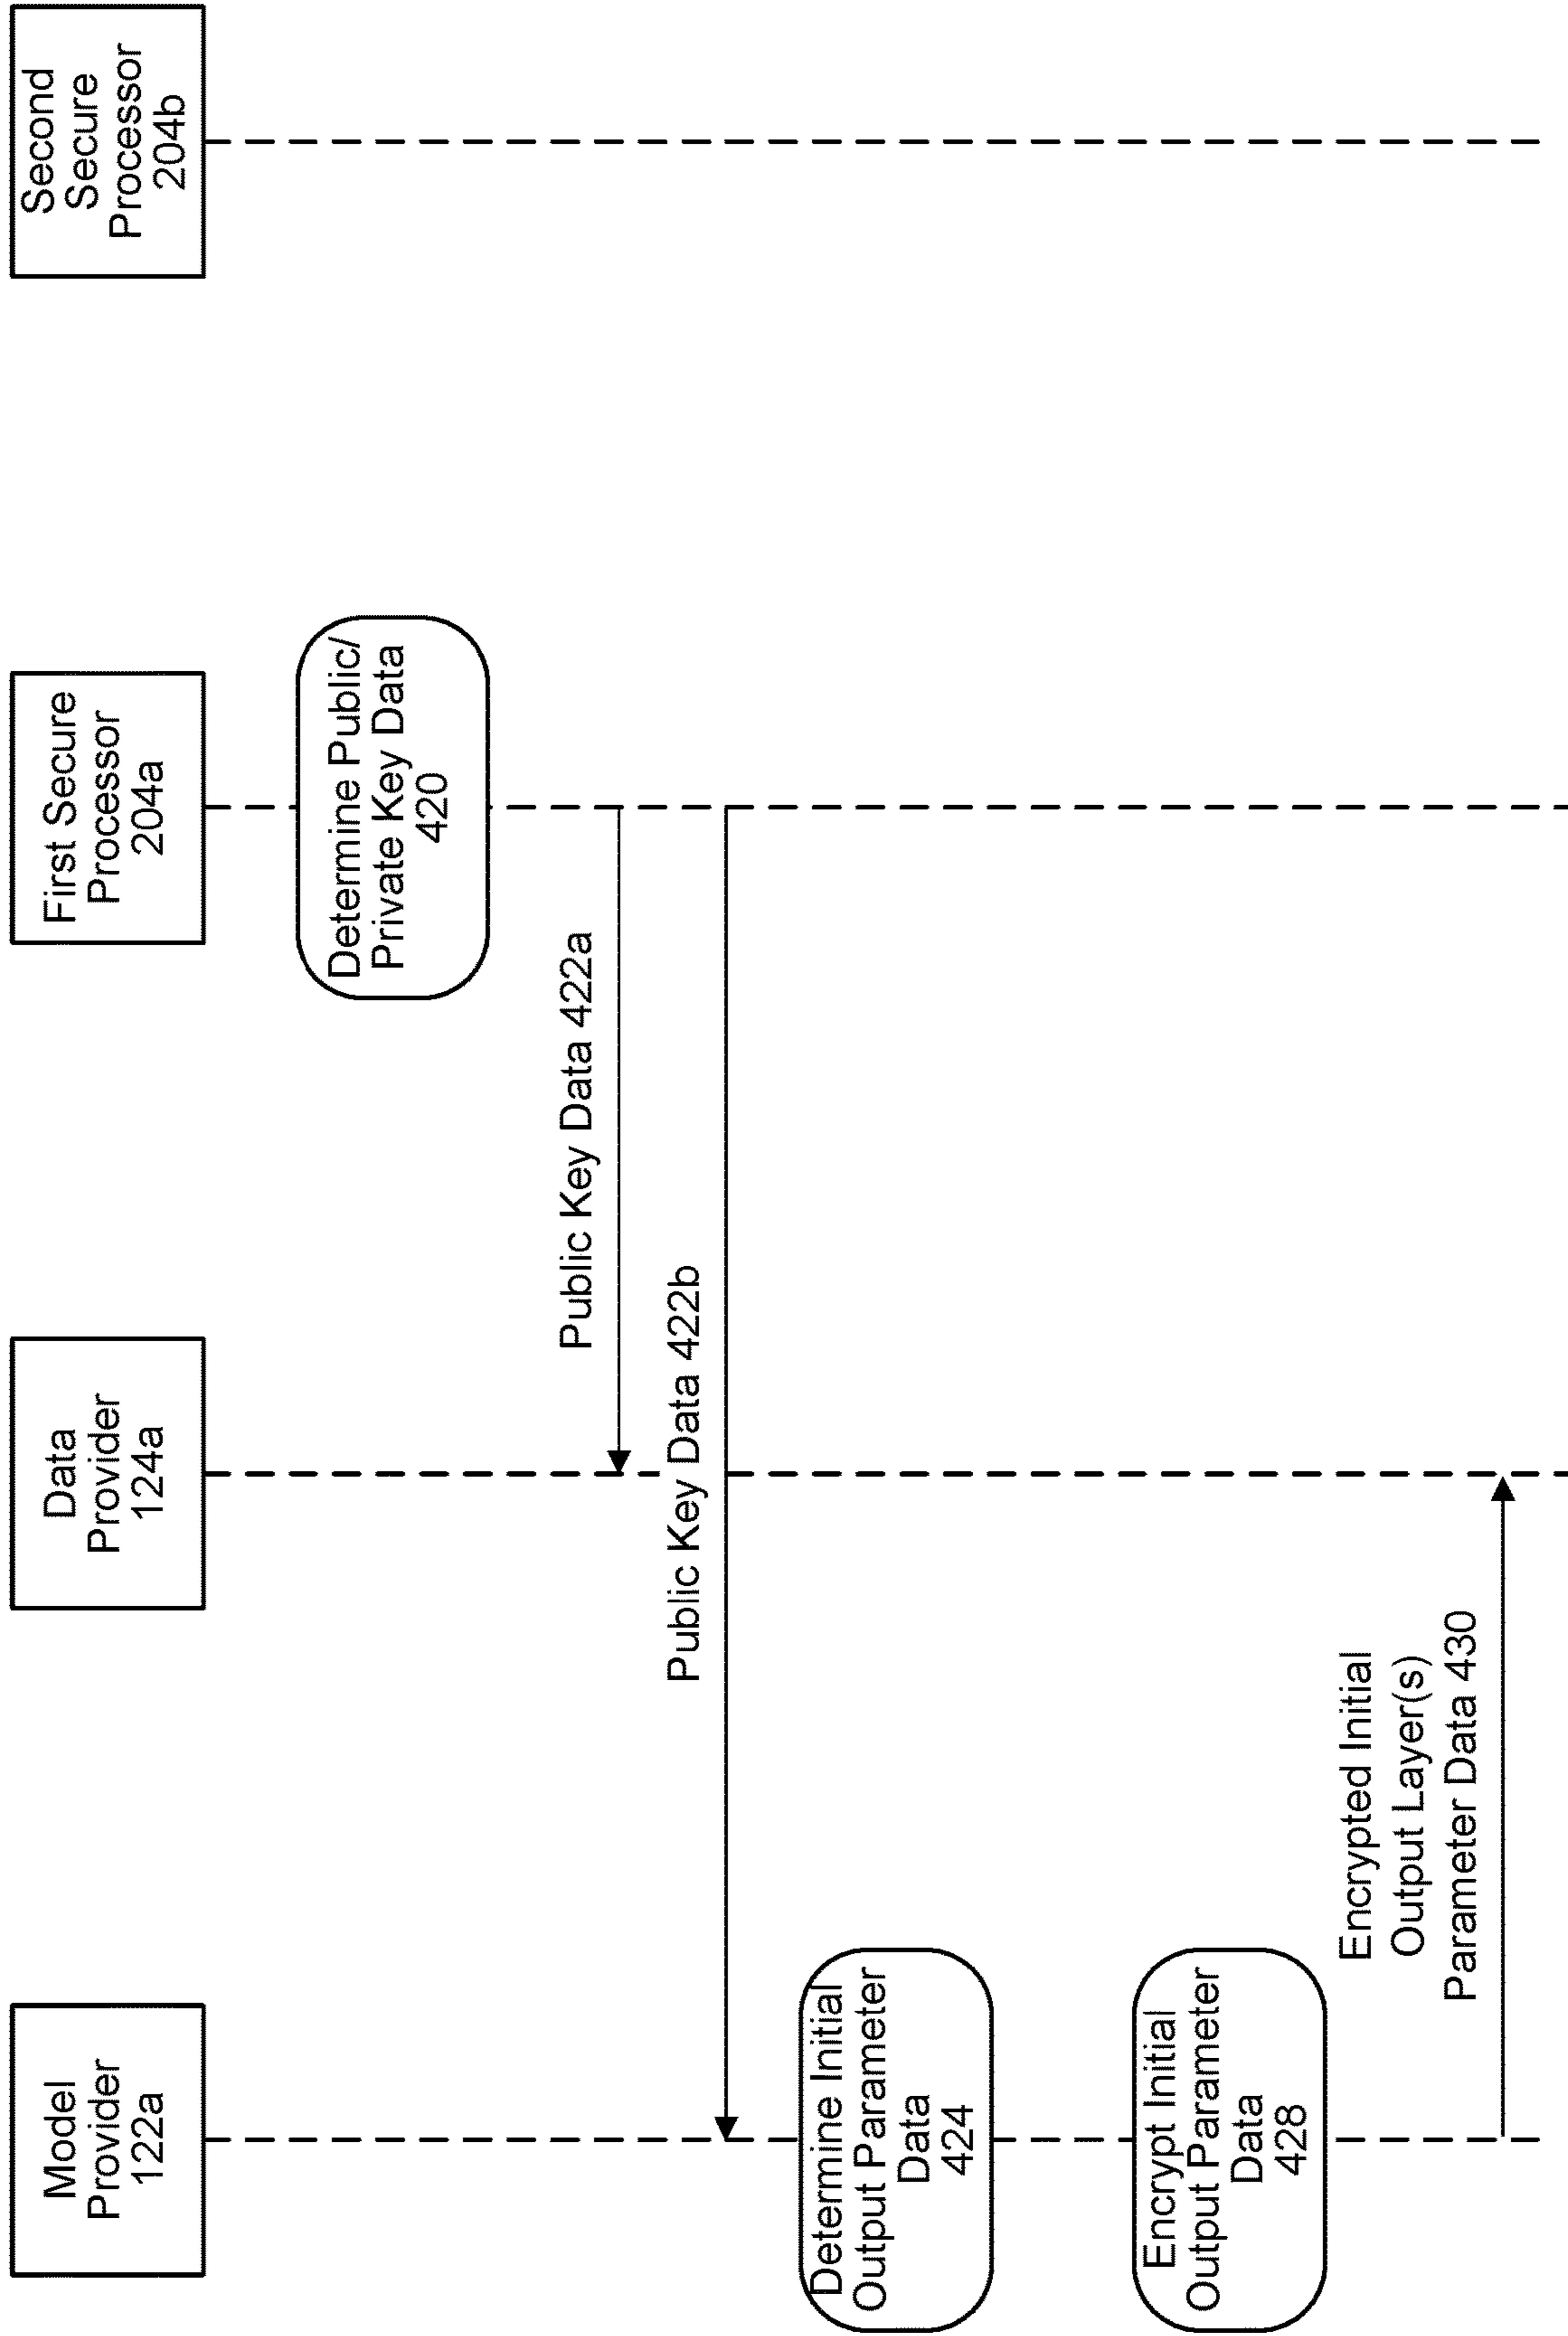 Model
Provider
122a
Data
Provider
124a
First Secure
Processor
204a
Second
Secure
Processor
204b
Determine Public/
Private Key Data
420
Public Key Data 422a
Public Key Data 422b
Determine Initial
Output Parameter
Data
424
Encrypt Initial
Output Parameter
Data
428
Encrypted Initial
Output Layer(s)
Parameter Data 430